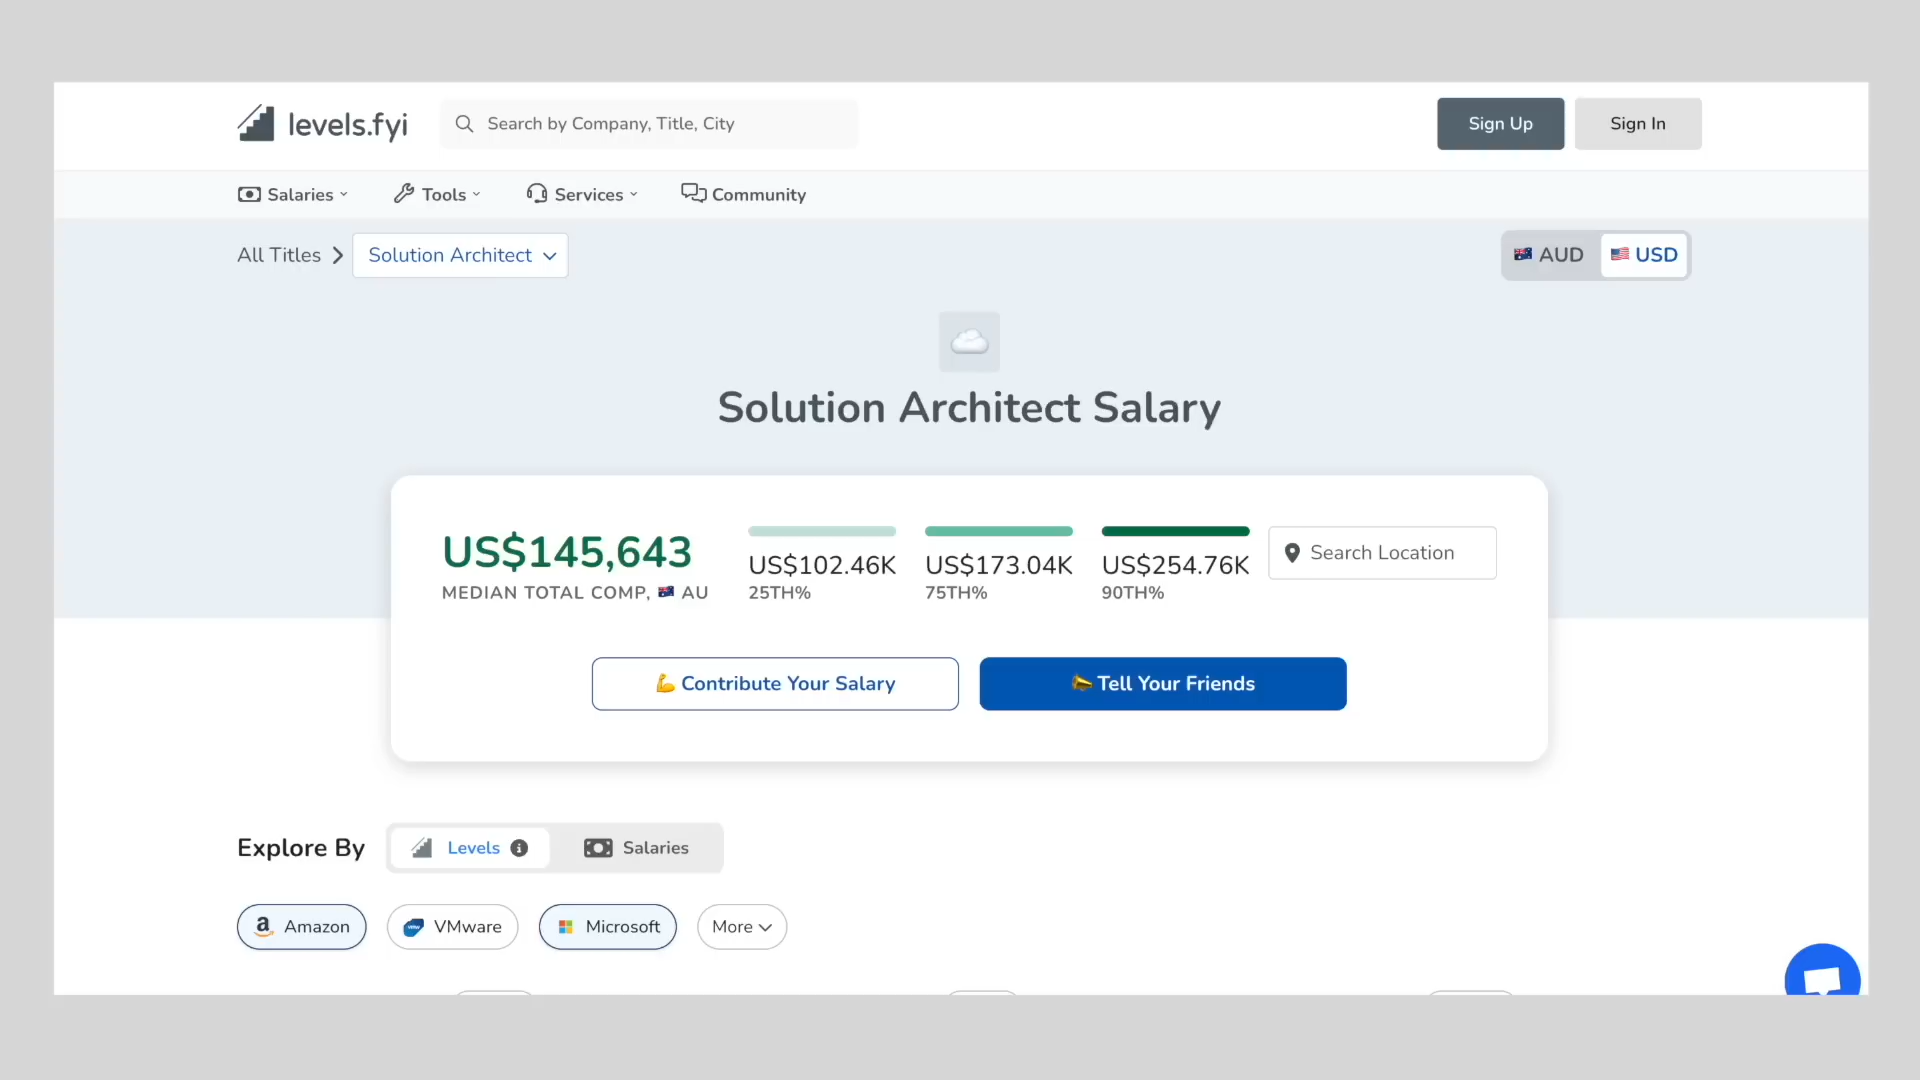 levels.fyi
Search by Company, Title, City
Sign Up
Sign In
Salaries
Tools
Services
Community
All Titles
Solution Architect
AUD
USD
Solution Architect Salary
US$145,643
MEDIAN TOTAL COMP, 🇦🇺 AU
US$102.46K
25TH%
US$173.04K
75TH%
US$254.76K
90TH%
Search Location
💪 Contribute Your Salary
📣 Tell Your Friends
Explore By
Levels
Salaries
Amazon
VMware
Microsoft
More